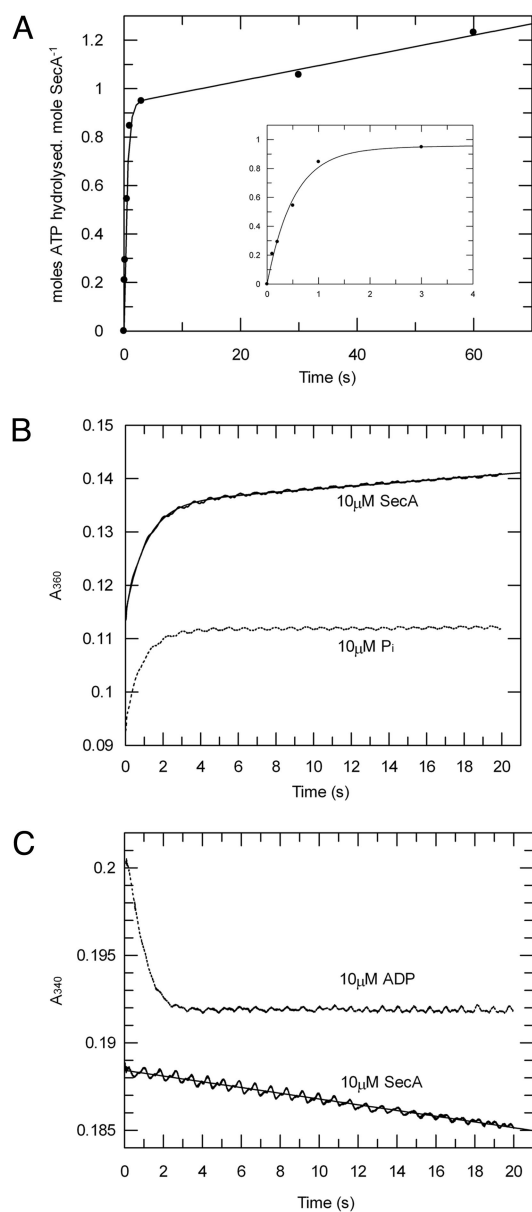 A
moles ATP hydrolysed. mole SecA-1
1.2
1
0.8
0.6
0.4
0.2
0
1
0.8
0.6
0.4
0.2
0
0 1 2 3 4
0 20 40 60
Time (s)
B
A360
0.15
0.14
0.13
0.12
0.11
0.1
0.09
10µM SecA
10µM Pi
0 2 4 6 8 10 12 14 16 18 20
Time (s)
C
A340
0.2
0.195
0.19
0.185
10µM ADP
10µM SecA
0 2 4 6 8 10 12 14 16 18 20
Time (s)